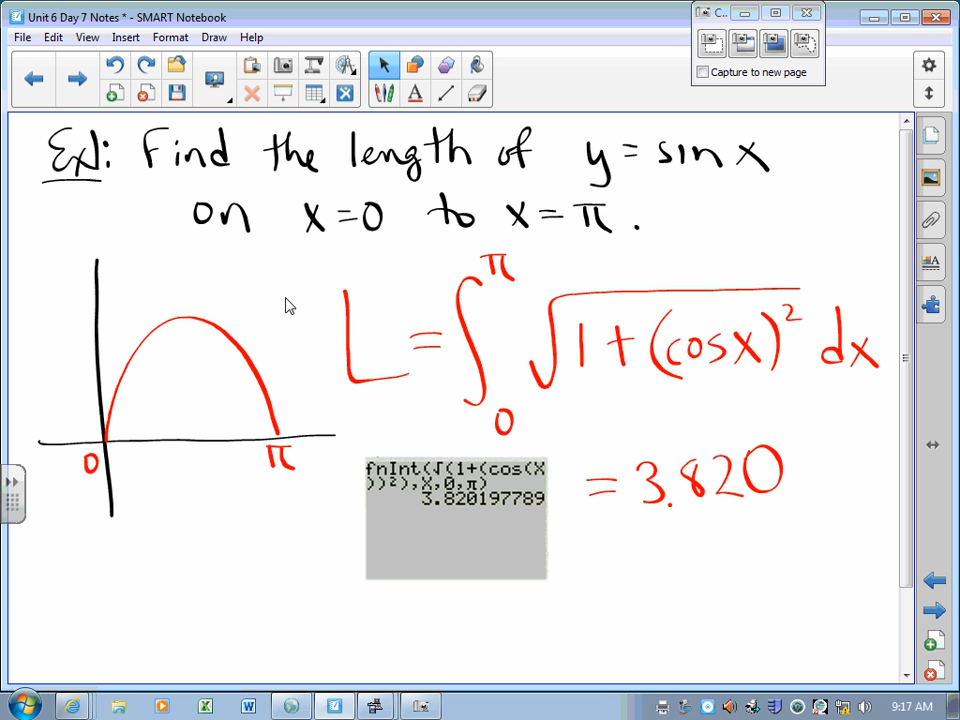 Unit 6 Day 7 Notes * - SMART Notebook
C..
File Edit View Insert Format Draw Help
Capture to new page
Ex: Find the length of y = sin x
on x=0 to x = π.
L = ∫₀^π √(1+(cosx)²) dx
0 π
fnInt(√(1+(cos(X
))²),X,0,π)
3.820197789
= 3.820
9:17 AM